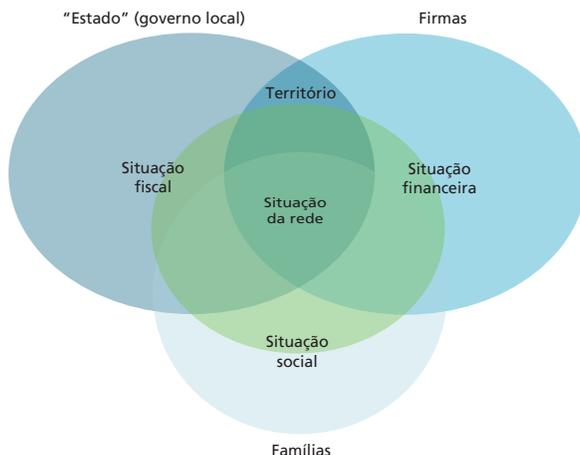 “Estado” (governo local)
Firmas
Território
Situação
fiscal
Situação
financeira
Situação
da rede
Situação
social
Famílias